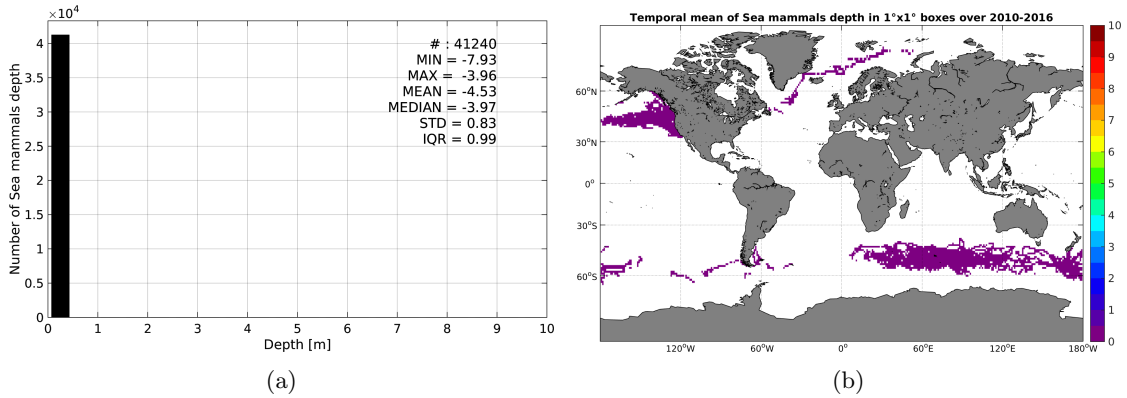 ×10⁴
4
3.5
3
2.5
2
1.5
1
0.5
0
Number of Sea mammals depth
# : 41240
MIN = -7.93
MAX = -3.96
MEAN = -4.53
MEDIAN = -3.97
STD = 0.83
IQR = 0.99
0 1 2 3 4 5 6 7 8 9 10
Depth [m]
(a)
Temporal mean of Sea mammals depth in 1°x1° boxes over 2010-2016
60°N
30°N
0°
30°S
60°S
120°W 60°W 0° 60°E 120°E 180°W
10
9
8
7
6
5
4
3
2
1
0
(b)